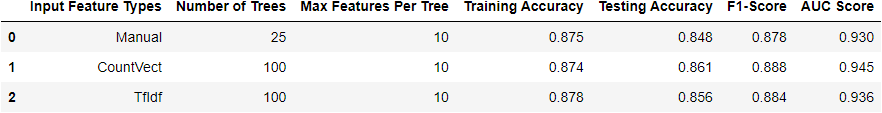 Input Feature Types Number of Trees Max Features Per Tree Training Accuracy Testing Accuracy F1-Score AUC Score
0 Manual 25 10 0.875 0.848 0.878 0.930
1 CountVect 100 10 0.874 0.861 0.888 0.945
2 TfIdf 100 10 0.878 0.856 0.884 0.936